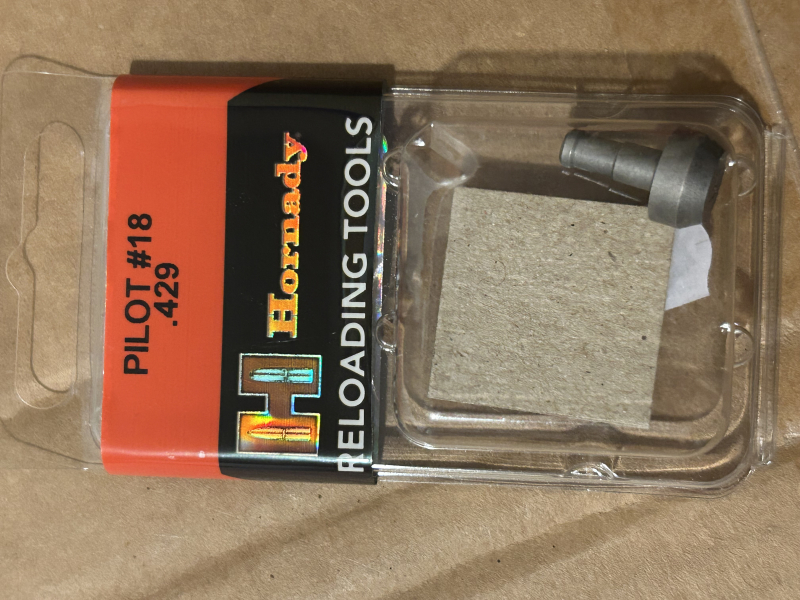 PILOT #18
.429
Hornady
H
RELOADING TOOLS